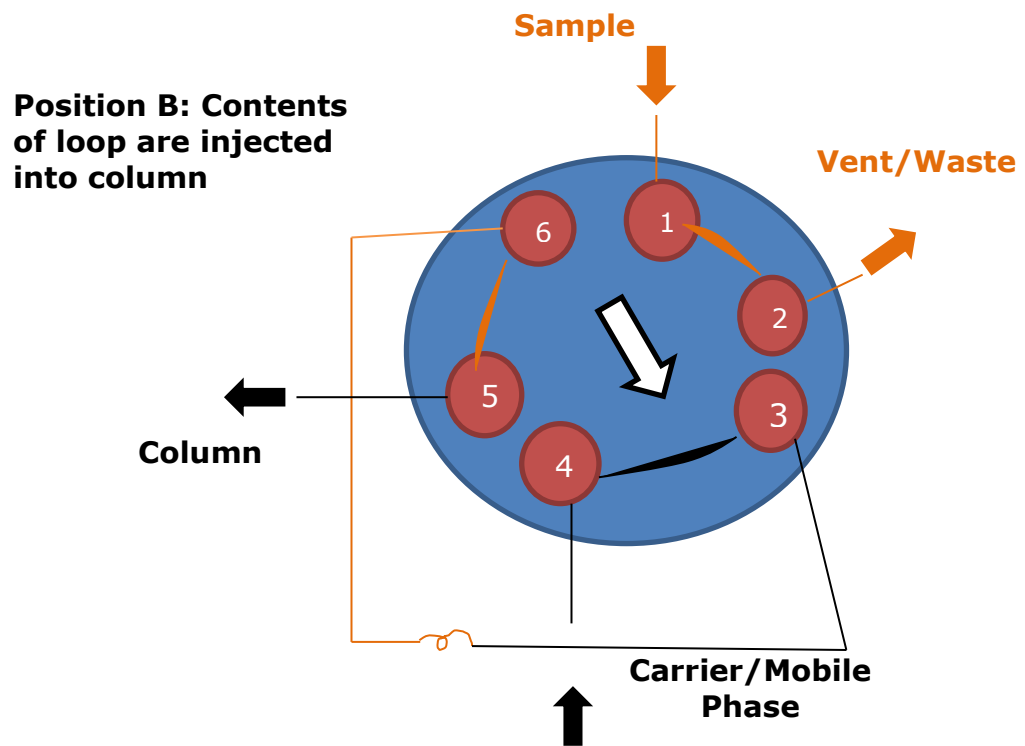 Sample
Position B: Contents
of loop are injected
into column
Vent/Waste
6
1
2
5
3
4
Column
Carrier/Mobile
Phase